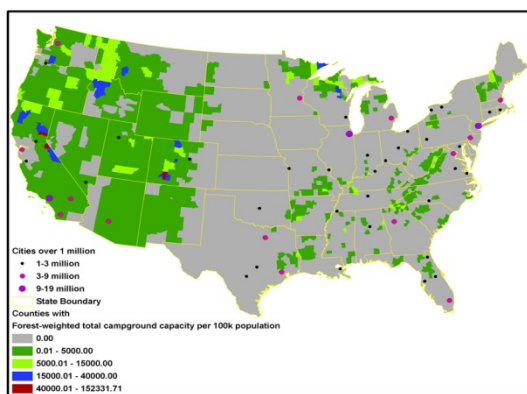 Cities over 1 million
1-3 million
3-9 million
9-19 million
State Boundary
Counties with
Forest-weighted total campground capacity per 100k population
0.00
0.01 - 5000.00
5000.01 - 15000.00
15000.01 - 40000.00
40000.01 - 152331.71